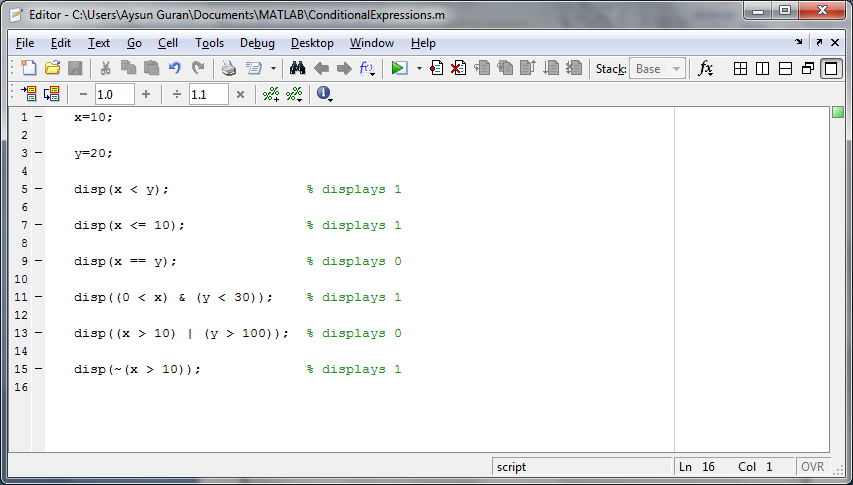 Editor - C:\Users\Aysun Guran\Documents\MATLAB\ConditionalExpressions.m
File Edit Text Go Cell Tools Debug Desktop Window Help
Stack: Base fx
− 1.0 + ÷ 1.1 ×
1 − x=10;
2
3 − y=20;
4
5 − disp(x < y); % displays 1
6
7 − disp(x <= 10); % displays 1
8
9 − disp(x == y); % displays 0
10
11 − disp((0 < x) & (y < 30)); % displays 1
12
13 − disp((x > 10) | (y > 100)); % displays 0
14
15 − disp(~(x > 10)); % displays 1
16
script Ln 16 Col 1 OVR